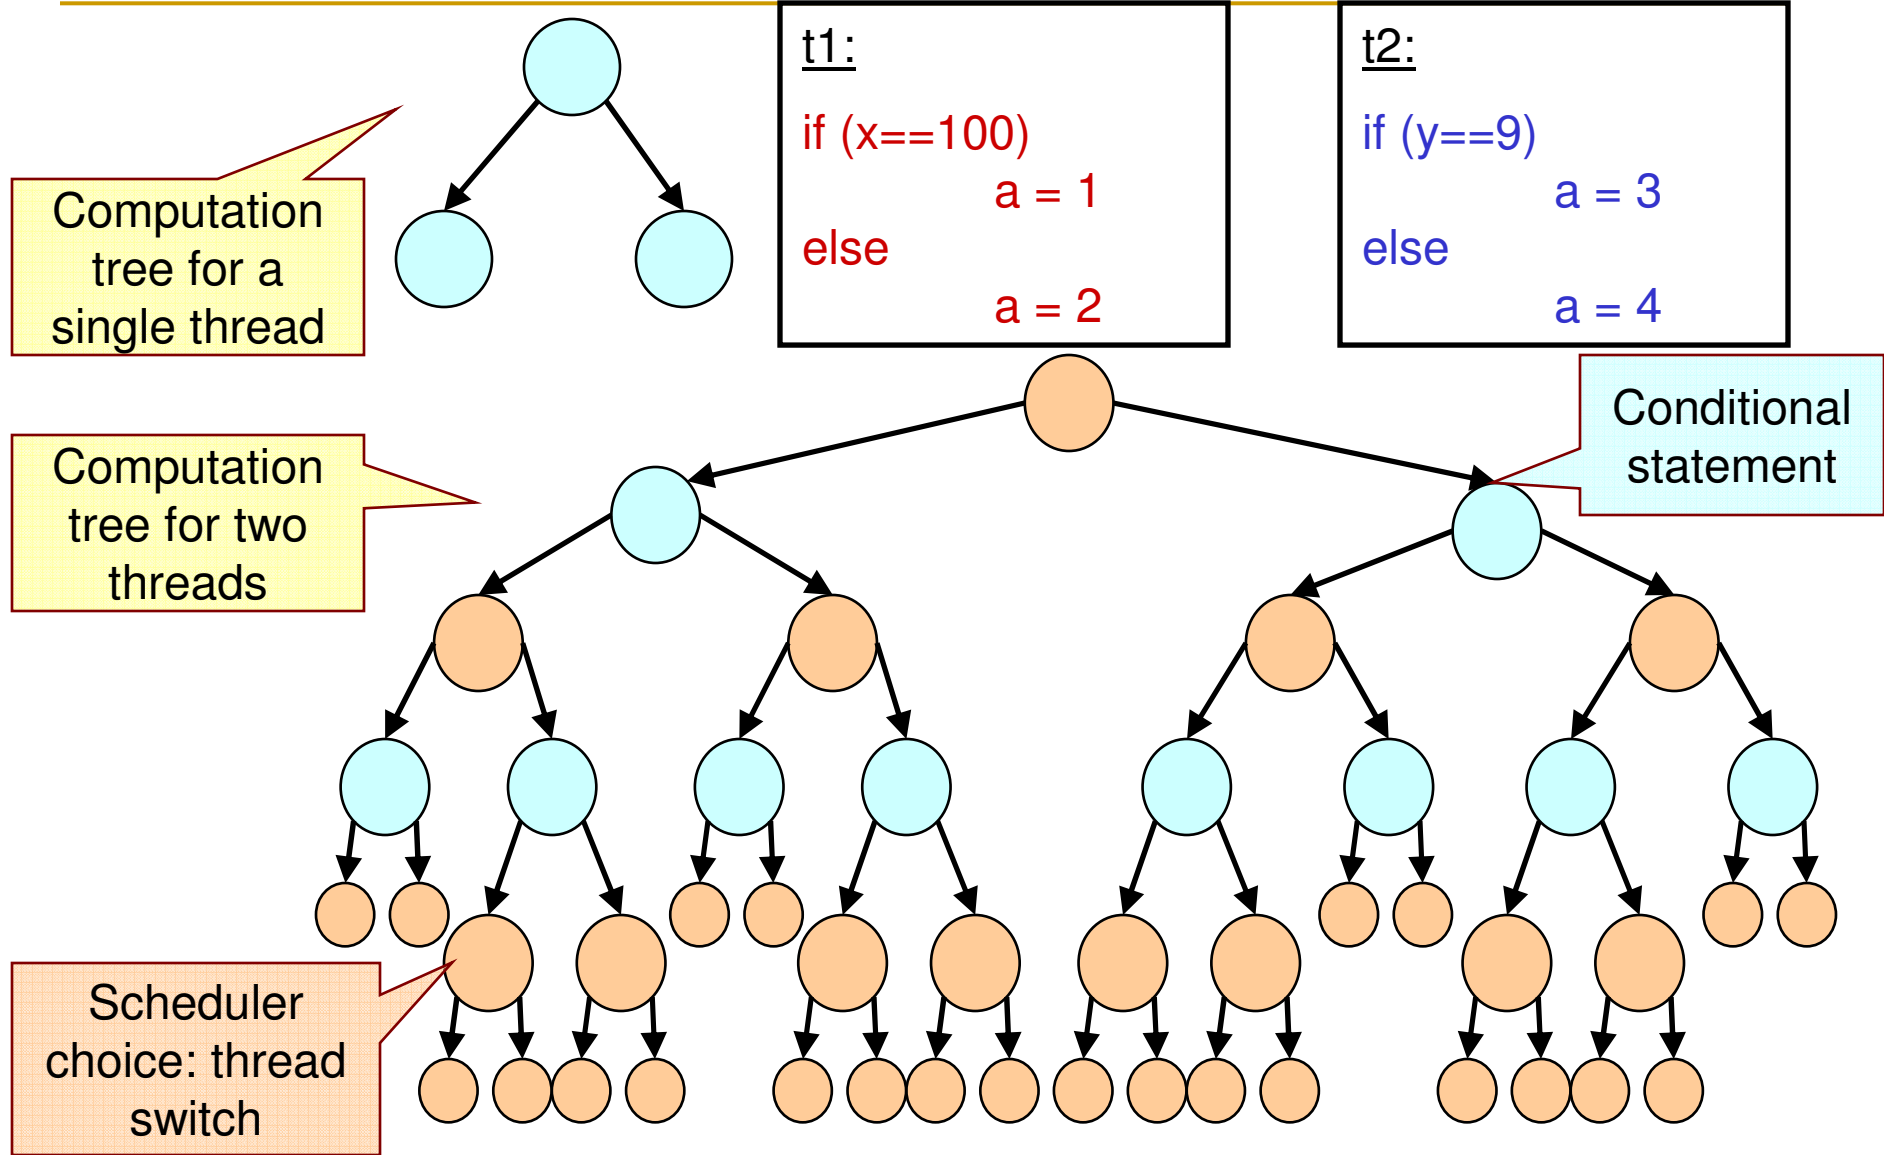 t1:
if (x==100)
a = 1
else
a = 2
t2:
if (y==9)
a = 3
else
a = 4
Computation
tree for a
single thread
Computation
tree for two
threads
Conditional
statement
Scheduler
choice: thread
switch